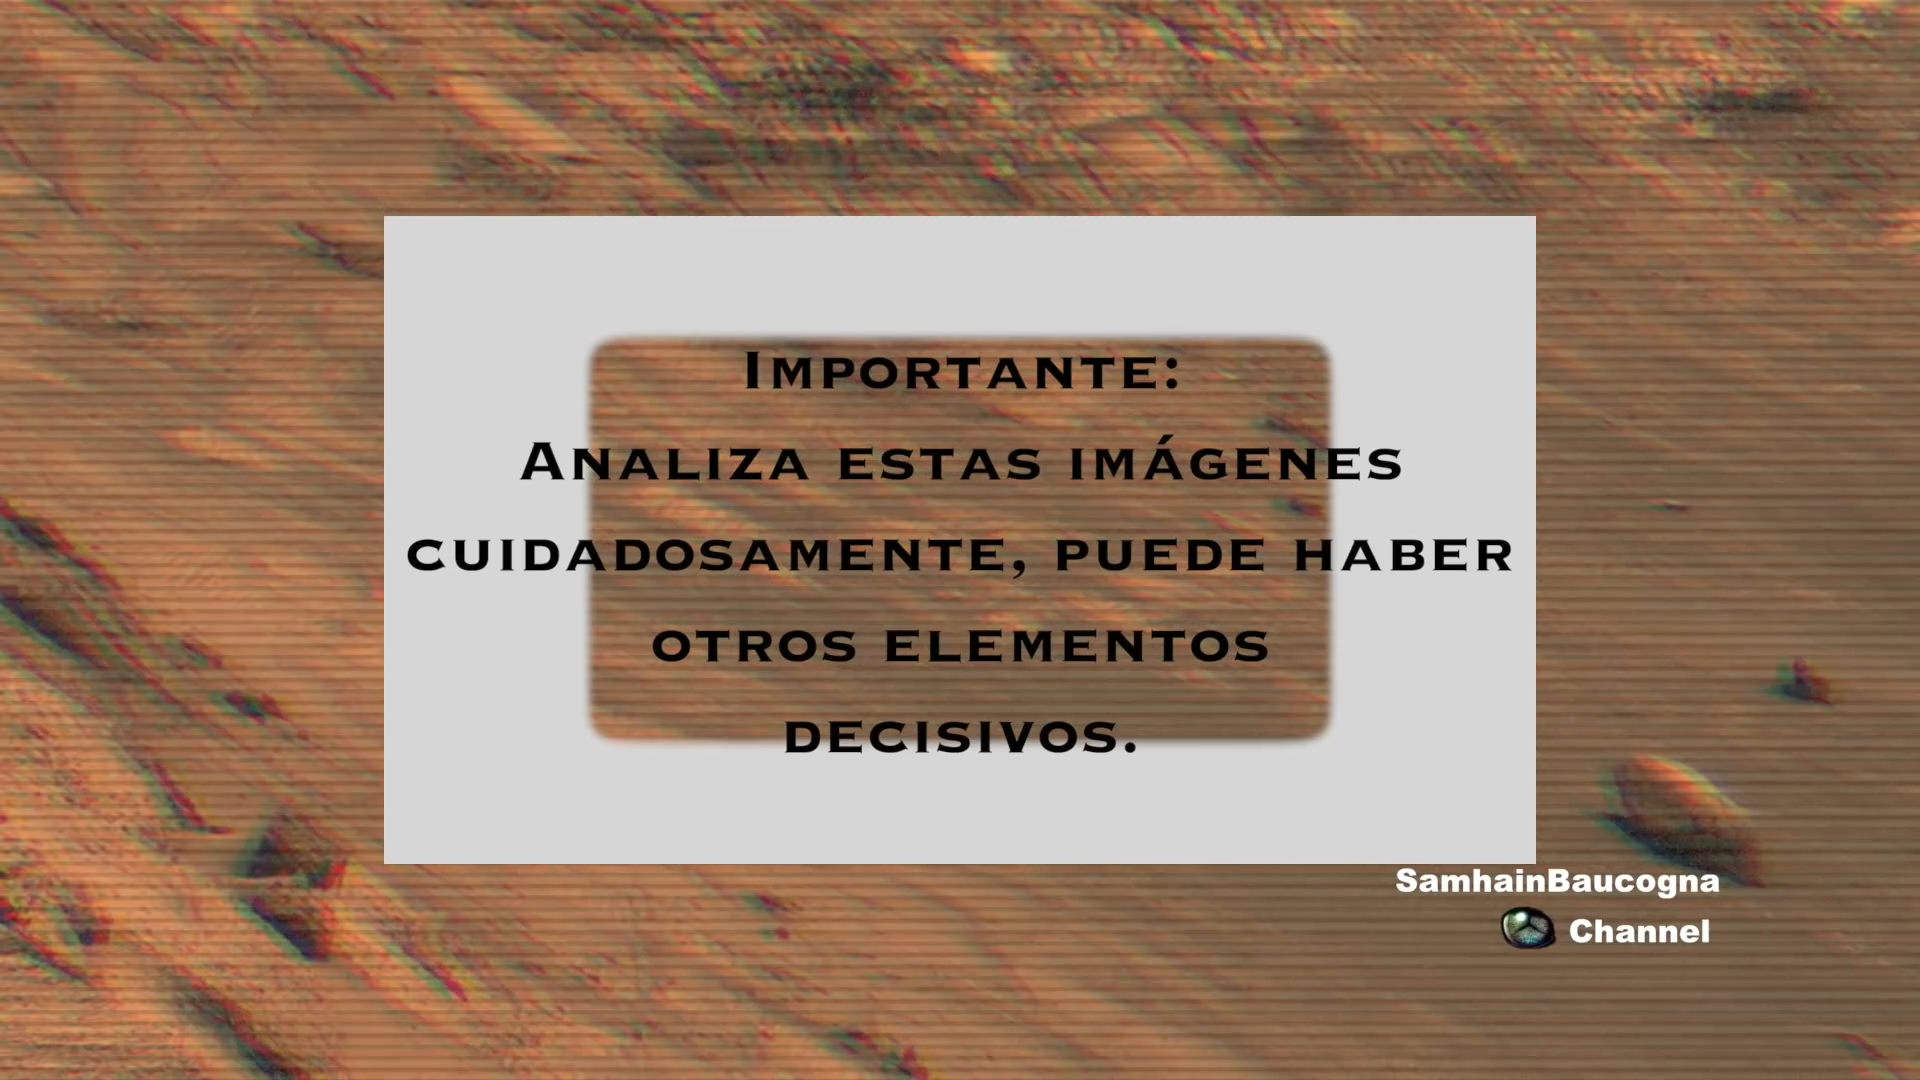 Importante:
Analiza estas imágenes
cuidadosamente, puede haber
otros elementos
decisivos.
SamhainBaucogna
Channel